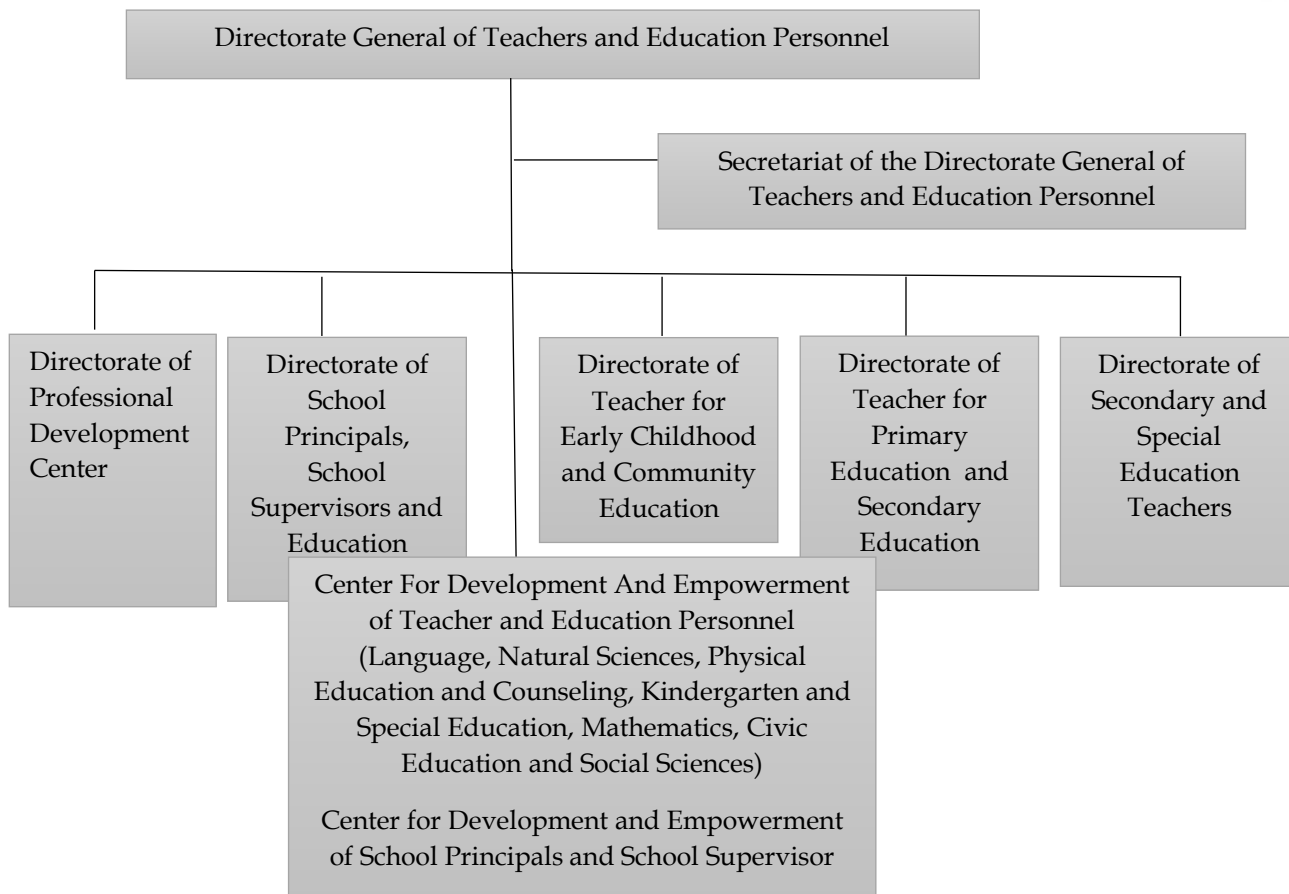 Directorate General of Teachers and Education Personnel
Secretariat of the Directorate General of
Teachers and Education Personnel
Directorate of
Professional
Development
Center
Directorate of
School
Principals,
School
Supervisors and
Education
Directorate of
Teacher for
Early Childhood
and Community
Education
Directorate of
Teacher for
Primary
Education and
Secondary
Education
Directorate of
Secondary and
Special
Education
Teachers
Center For Development And Empowerment
of Teacher and Education Personnel
(Language, Natural Sciences, Physical
Education and Counseling, Kindergarten and
Special Education, Mathematics, Civic
Education and Social Sciences)
Center for Development and Empowerment
of School Principals and School Supervisor